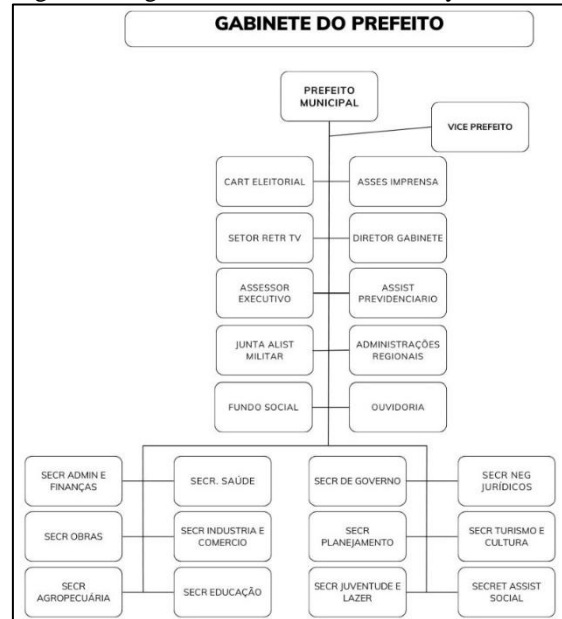 GABINETE DO PREFEITO
PREFEITO
MUNICIPAL
VICE PREFEITO
CART ELEITORIAL
ASSES IMPRENSA
SETOR RETR TV
DIRETOR GABINETE
ASSESSOR
EXECUTIVO
ASSIST
PREVIDENCIARIO
JUNTA ALIST
MILITAR
ADMINISTRAÇÕES
REGIONAIS
FUNDO SOCIAL
OUVIDORIA
SECR ADMIN E
FINANÇAS
SECR. SAÚDE
SECR DE GOVERNO
SECR NEG
JURÍDICOS
SECR OBRAS
SECR INDUSTRIA E
COMERCIO
SECR
PLANEJAMENTO
SECR TURISMO E
CULTURA
SECR
AGROPECUÁRIA
SECR EDUCAÇÃO
SECR JUVENTUDE E
LAZER
SECRET ASSIST
SOCIAL